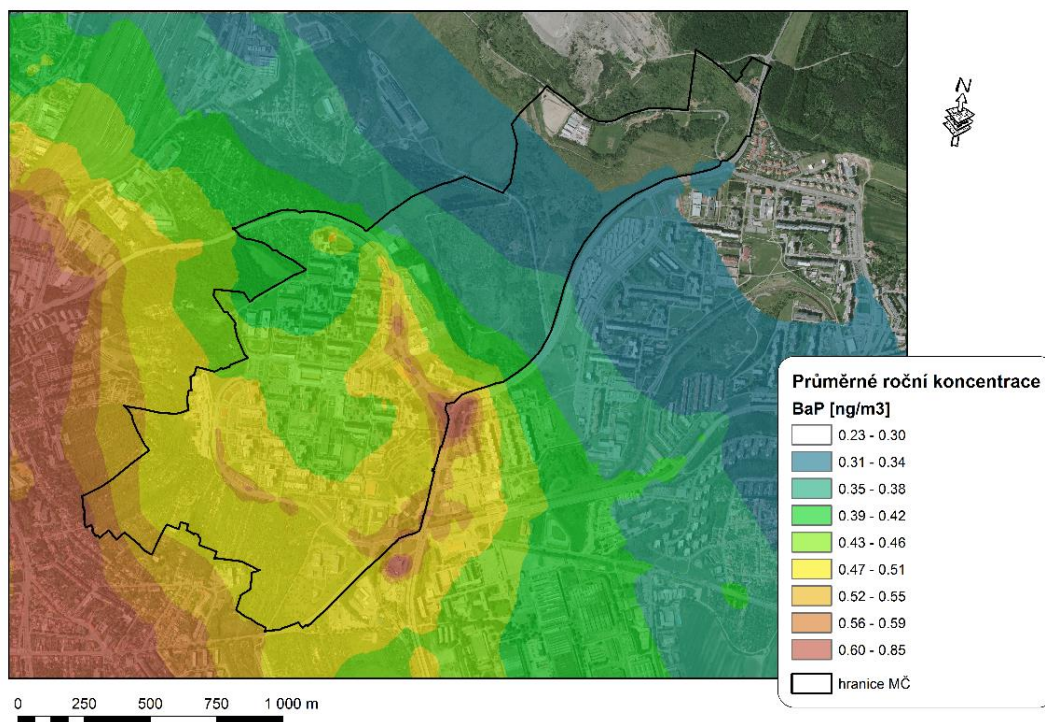 N
Průměrné roční koncentrace
BaP [ng/m3]
0.23 - 0.30
0.31 - 0.34
0.35 - 0.38
0.39 - 0.42
0.43 - 0.46
0.47 - 0.51
0.52 - 0.55
0.56 - 0.59
0.60 - 0.85
hranice MČ
0 250 500 750 1 000 m